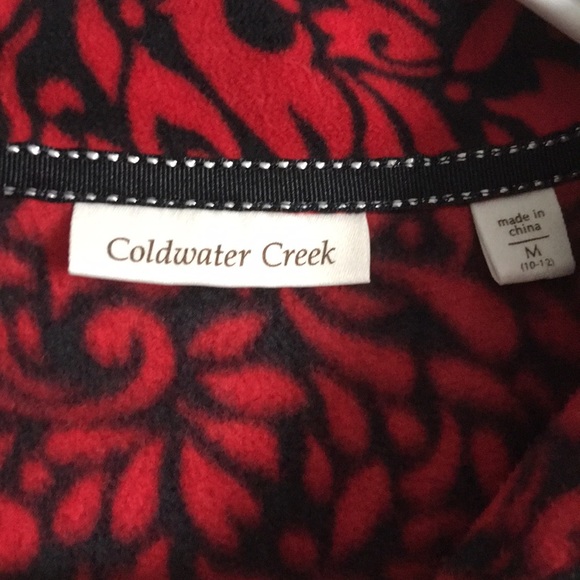 Coldwater Creek
made in
china
M
(10-12)